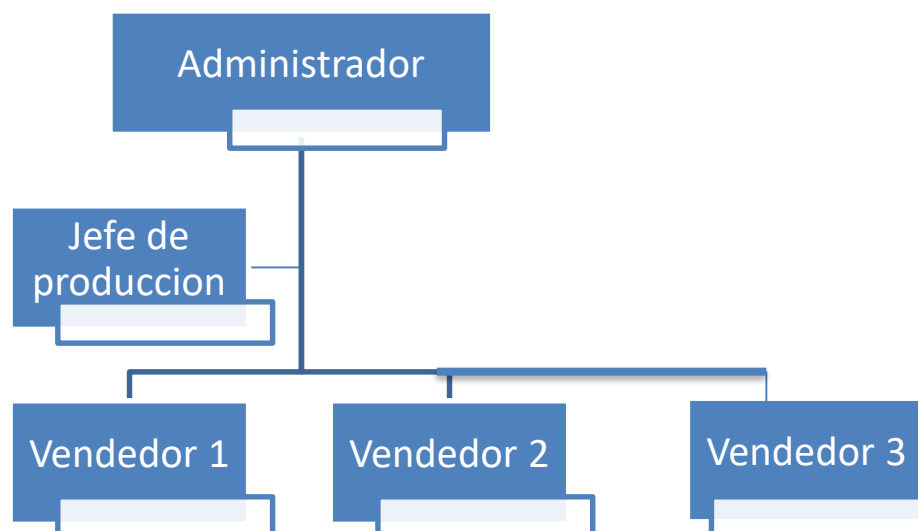 Administrador
Jefe de
produccion
Vendedor 1
Vendedor 2
Vendedor 3